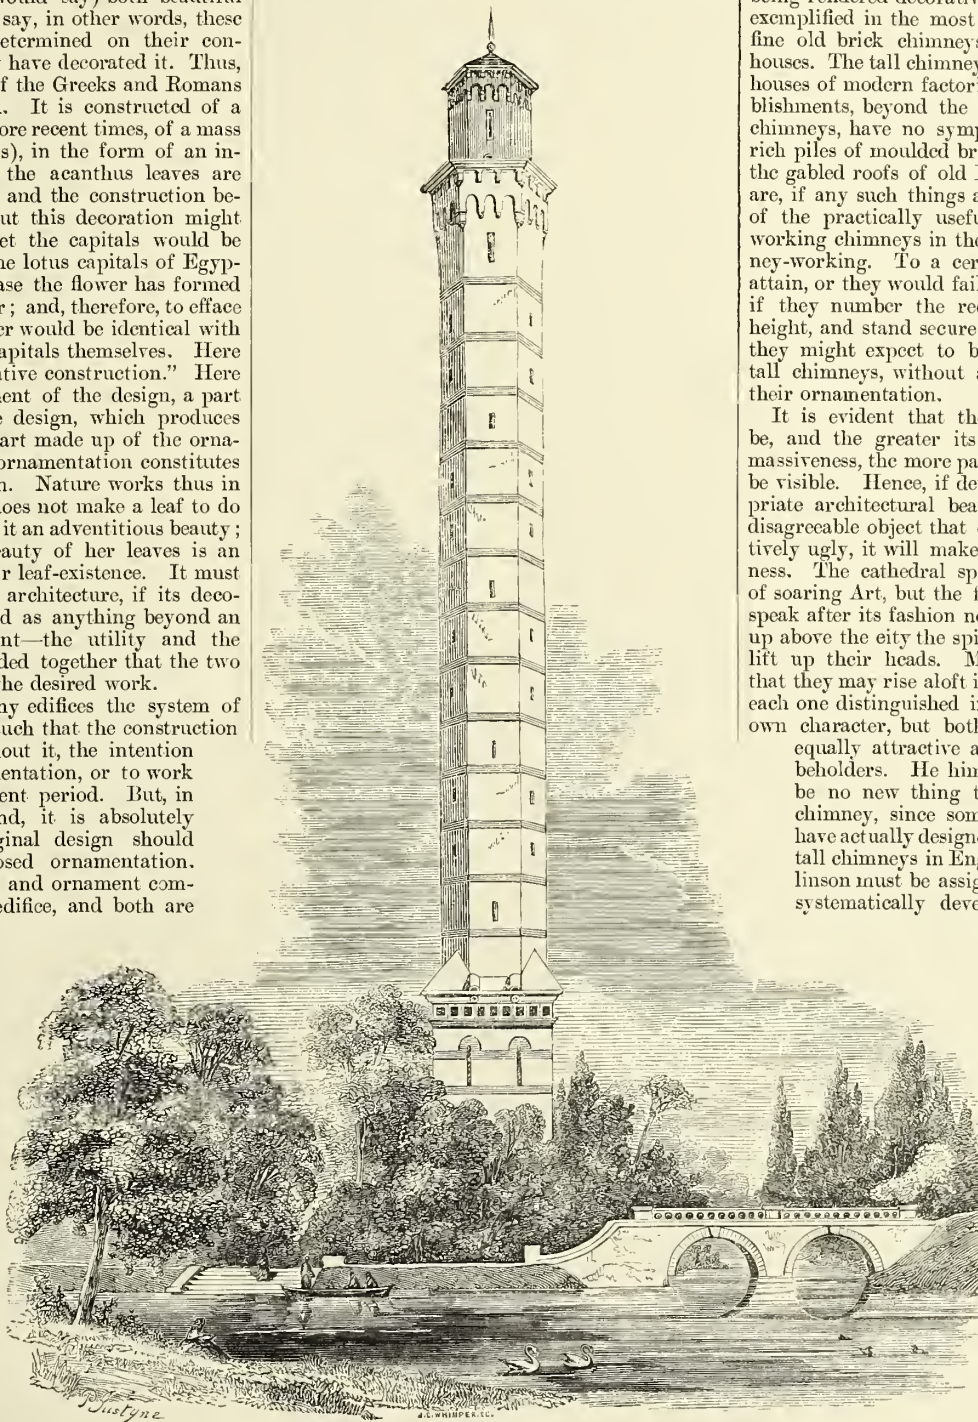 say, in other words, these
etermined on their con-
have decorated it. Thus,
f the Greeks and Romans
It is constructed of a
ore recent times, of a mass
s), in the form of an in-
the acanthus leaves are
and the construction be-
ut this decoration might
et the capitals would be
ne lotus capitals of Egyp-
ase the flower has formed
r; and, therefore, to efface
er would be identical with
apitals themselves. Here
ative construction." Here
ent of the design, a part
e design, which produces
art made up of the orna-
ornamentation constitutes
n. Nature works thus in
loes not make a leaf to do
it an adventitious beauty;
eauty of her leaves is an
r leaf-existence. It must
architecture, if its deco-
d as anything beyond an
nt—the utility and the
ded together that the two
he desired work.
ny edifices the system of
uch that the construction
out it, the intention
entation, or to work
ent period. But, in
nd, it is absolutely
ginal design should
osed ornamentation.
and ornament com-
edifice, and both are
exemplified in the most
fine old brick chimneys
houses. The tall chimney
houses of modern factori
blishments, beyond the
chimneys, have no symp
rich piles of moulded br
the gabled roofs of old
are, if any such things a
of the practically usefu
working chimneys in the
ney-working. To a cer
attain, or they would fail
if they number the re
height, and stand secure
they might expect to b
tall chimneys, without
their ornamentation.
It is evident that th
be, and the greater its
massiveness, the more pa
be visible. Hence, if de
priate architectural bea
disagreeable object that
tively ugly, it will make
ness. The cathedral sp
of soaring Art, but the f
speak after its fashion n
up above the eity the spi
lift up their heads. M
that they may rise aloft i
each one distinguished i
own character, but both
equally attractive a
beholders. He him
be no new thing t
chimney, since som
have actually design
tall chimneys in Eng
linson must be assig
systematically deve
P. Justyne
J. W. WHIMPER. SC.